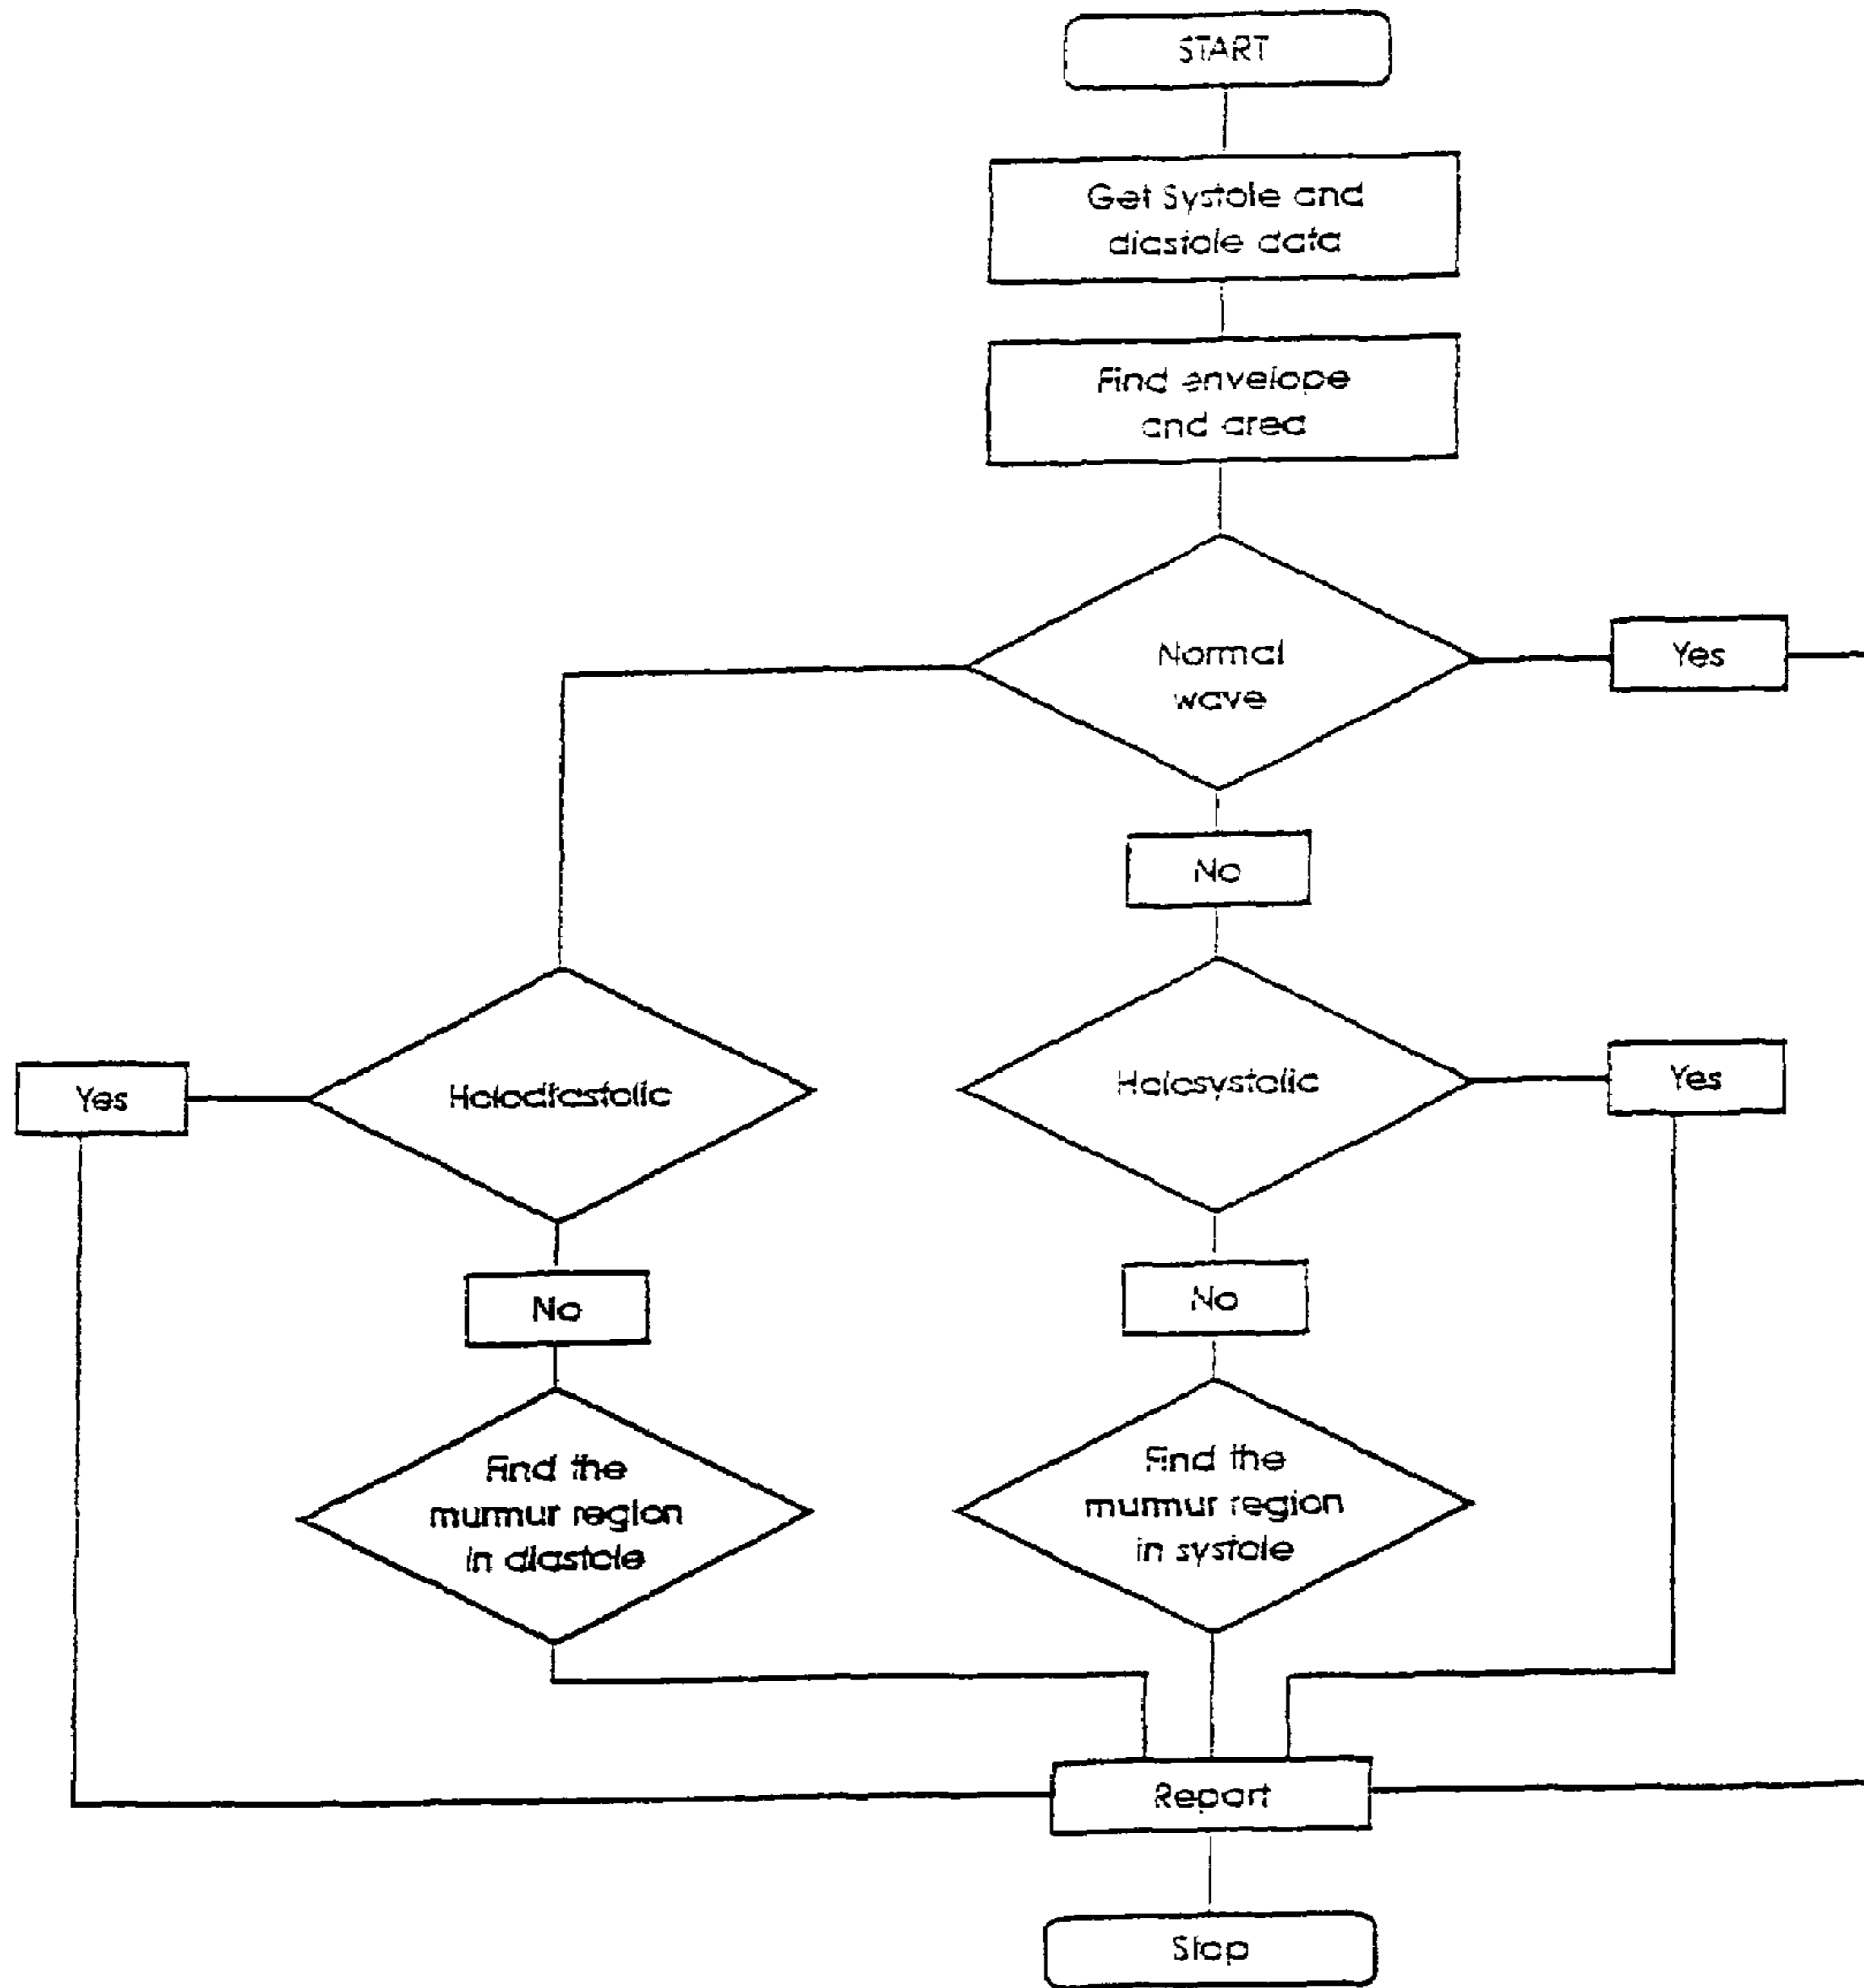 START
Get Systole and
diastole data
Find envelope
and area
Normal
wave
Yes
No
Yes
Holodiastolic
Holosystolic
Yes
No
No
Find the
murmur region
in diastole
Find the
murmur region
in systole
Report
Stop